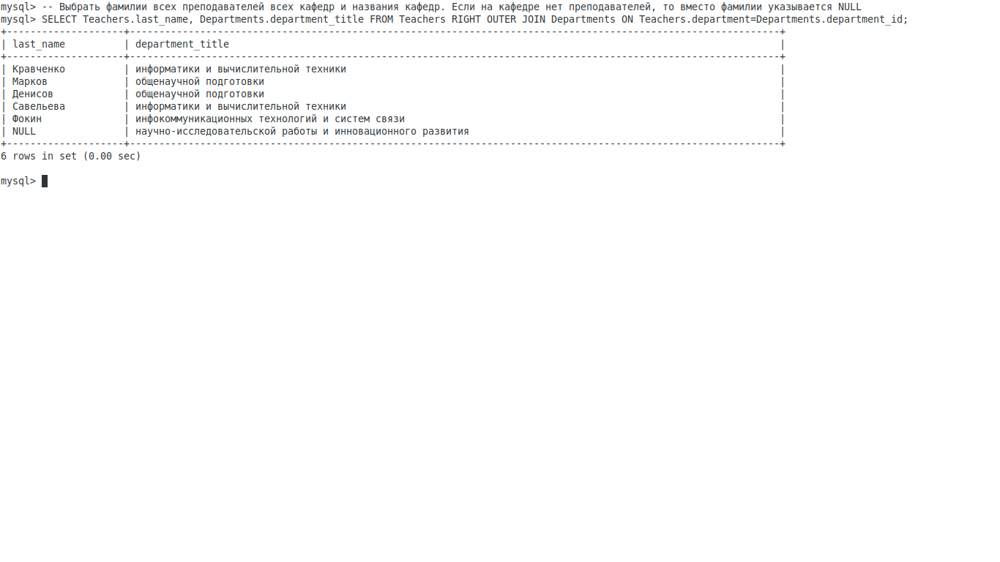 mysql> -- Выбрать фамилии всех преподавателей всех кафедр и названия кафедр. Если на кафедре нет преподавателей, то вместо фамилии указывается NULL
mysql> SELECT Teachers.last_name, Departments.department_title FROM Teachers RIGHT OUTER JOIN Departments ON Teachers.department=Departments.department_id;
+--------------------+---------------------------------------------------------------------------------------------------------------+
| last_name          | department_title                                                                                              |
+--------------------+---------------------------------------------------------------------------------------------------------------+
| Кравченко          | информатики и вычислительной техники                                                                          |
| Марков             | общенаучной подготовки                                                                                        |
| Денисов            | общенаучной подготовки                                                                                        |
| Савельева          | информатики и вычислительной техники                                                                          |
| Фокин              | инфокоммуникационных технологий и систем связи                                                                |
| NULL               | научно-исследовательской работы и инновационного развития                                                     |
+--------------------+---------------------------------------------------------------------------------------------------------------+
6 rows in set (0.00 sec)
mysql>